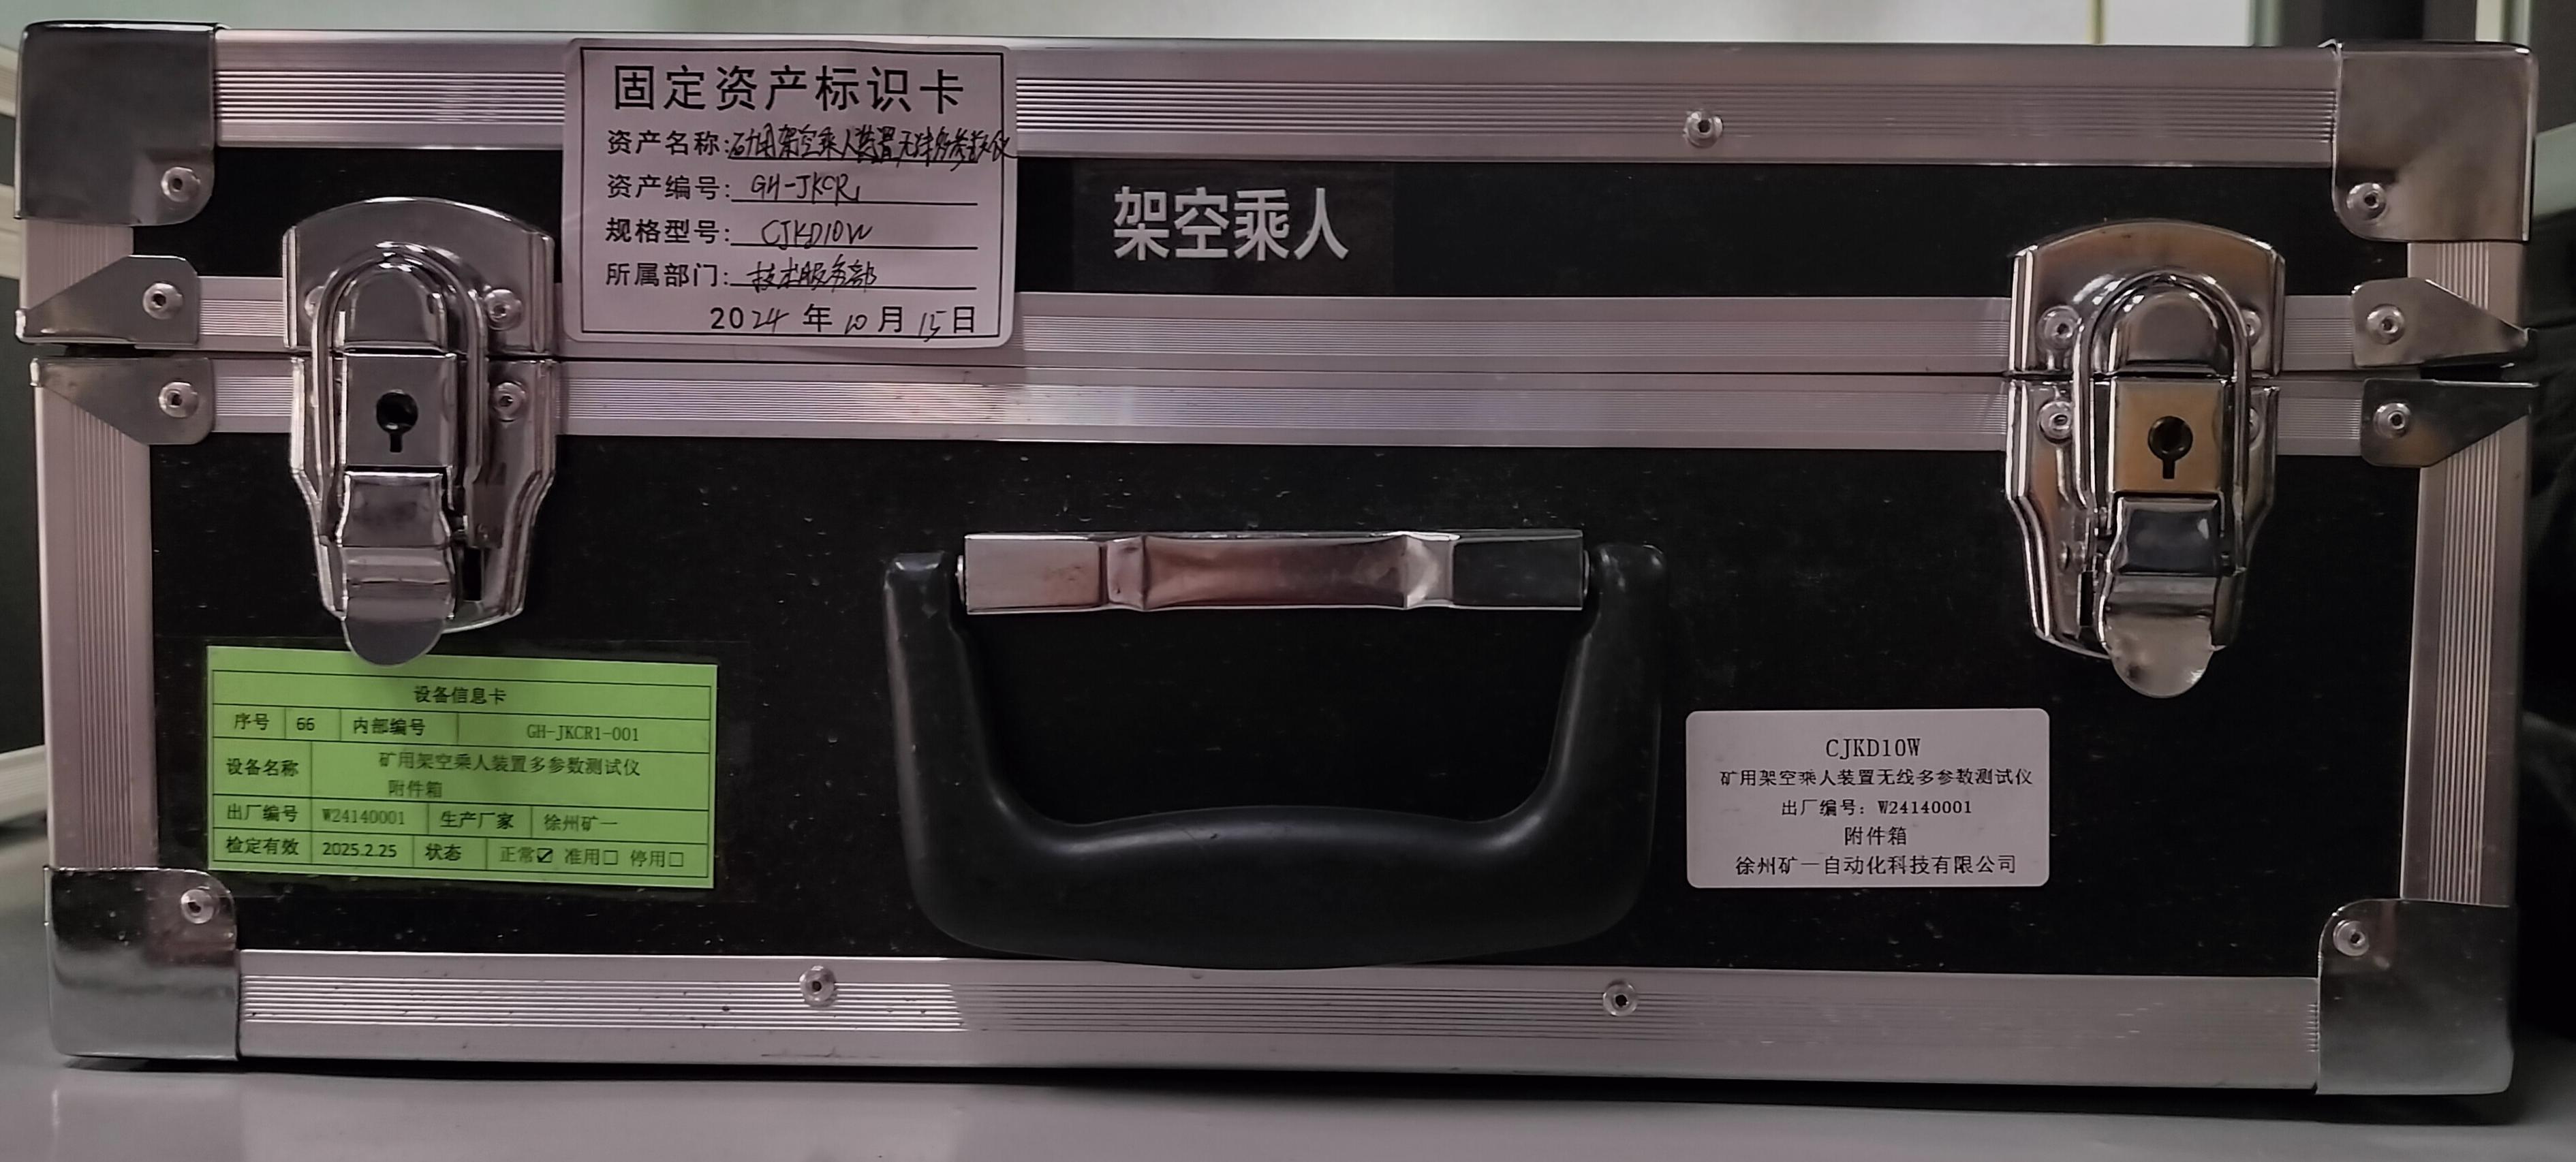 固定资产标识卡
资产名称:矿用架空乘人装置无线多参数仪
资产编号: GH-JKCR1
规格型号: CJKD10W
所属部门: 技术服务部
2024年10月15日
架空乘人
设备信息卡
序号 66 内部编号 GH-JKCR1-001
设备名称 矿用架空乘人装置多参数测试仪
附件箱
出厂编号 W24140001 生产厂家 徐州矿一
检定有效 2025.2.25 状态 正常☑ 准用☐ 停用☐
CJKD10W
矿用架空乘人装置无线多参数测试仪
出厂编号: W24140001
附件箱
徐州矿一自动化科技有限公司